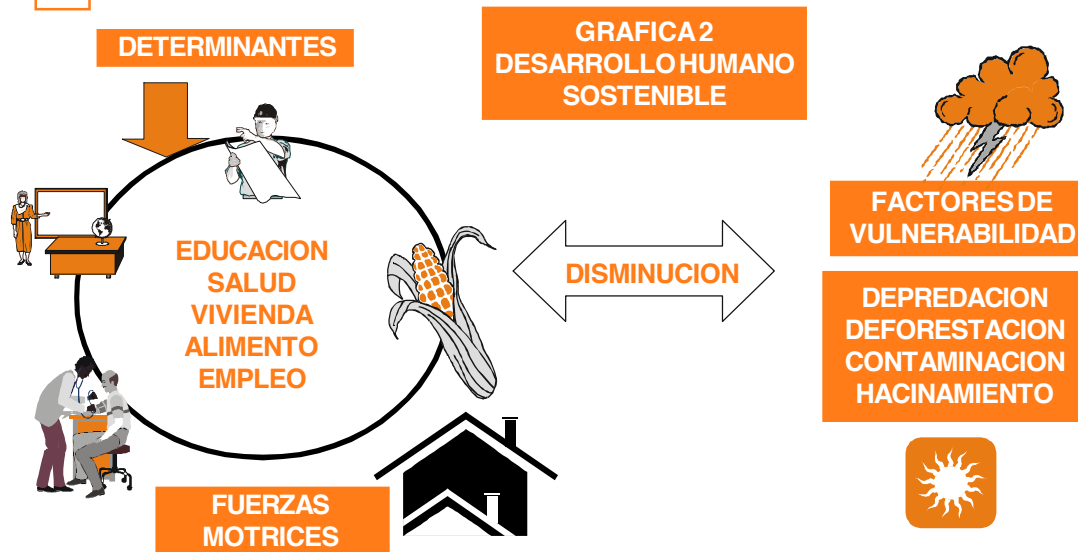 DETERMINANTES
GRAFICA 2
DESARROLLO HUMANO
SOSTENIBLE
EDUCACION
SALUD
VIVIENDA
ALIMENTO
EMPLEO
DISMINUCION
FACTORES DE
VULNERABILIDAD
DEPREDACION
DEFORESTACION
CONTAMINACION
HACINAMIENTO
FUERZAS
MOTRICES